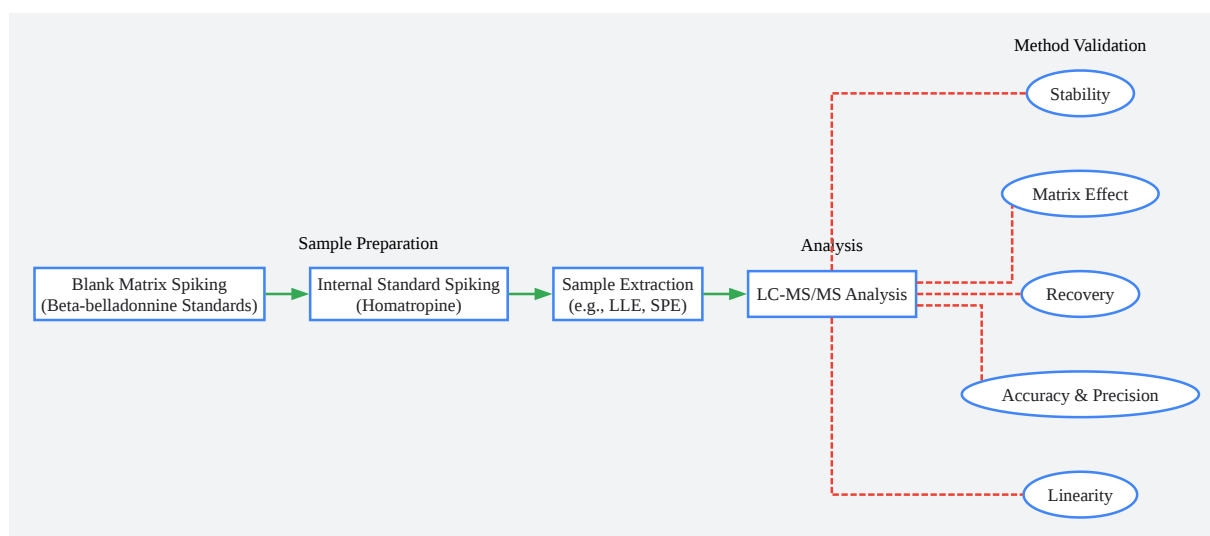 Method Validation
Stability
Matrix Effect
Sample Preparation
Analysis
Blank Matrix Spiking
(Beta-belladonnine Standards)
Internal Standard Spiking
(Homatropine)
Sample Extraction
(e.g., LLE, SPE)
LC-MS/MS Analysis
Recovery
Accuracy & Precision
Linearity